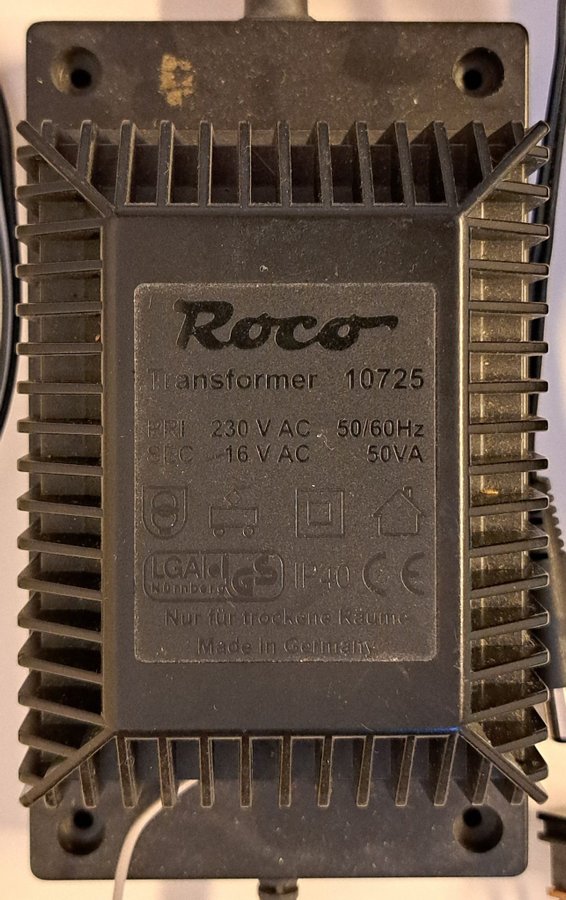 Roco
Transformer 10725
PRI 230 V AC 50/60Hz
SEC 16 V AC 50VA
LGA GS IP40 CE
Nürnberg
Nur für trockene Räume
Made in Germany